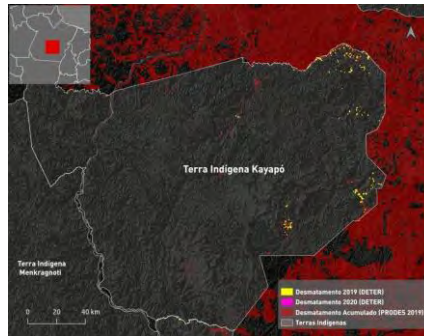 Terra Indígena Kayapó
Terra Indígena
Menkragnoti
0 20 40 km
Desmatamento 2019 (DETER)
Desmatamento 2020 (DETER)
Desmatamento Acumulado (PRODES 2019)
Terras Indígenas